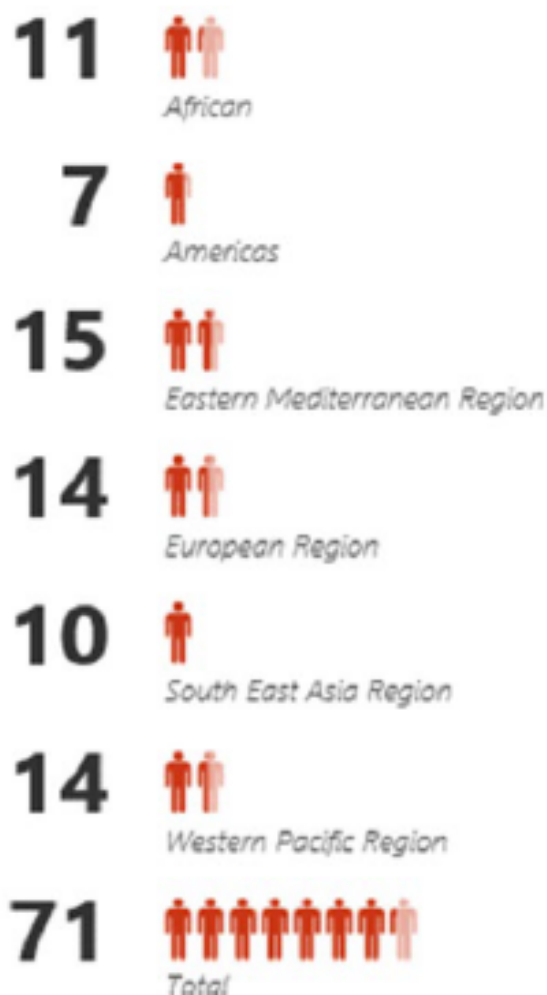 11
African
7
Americas
15
Eastern Mediterranean Region
14
European Region
10
South East Asia Region
14
Western Pacific Region
71
Total